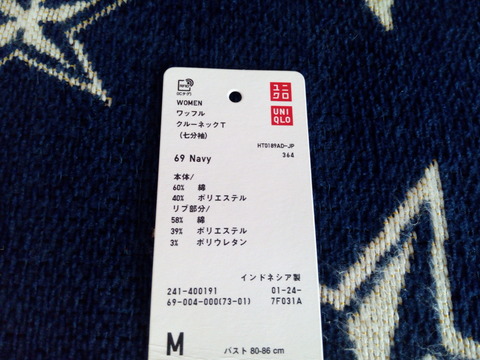 ICタグ
WOMEN
ワッフル
クルーネックT
(七分袖)
ユニ
クロ
UNI
QLO
HT0189AD-JP
364
69 Navy
本体/
60% 綿
40% ポリエステル
リブ部分/
58% 綿
39% ポリエステル
3% ポリウレタン
インドネシア製
241-400191 01-24-
69-004-000(73-01) 7F031A
M バスト 80-86 cm